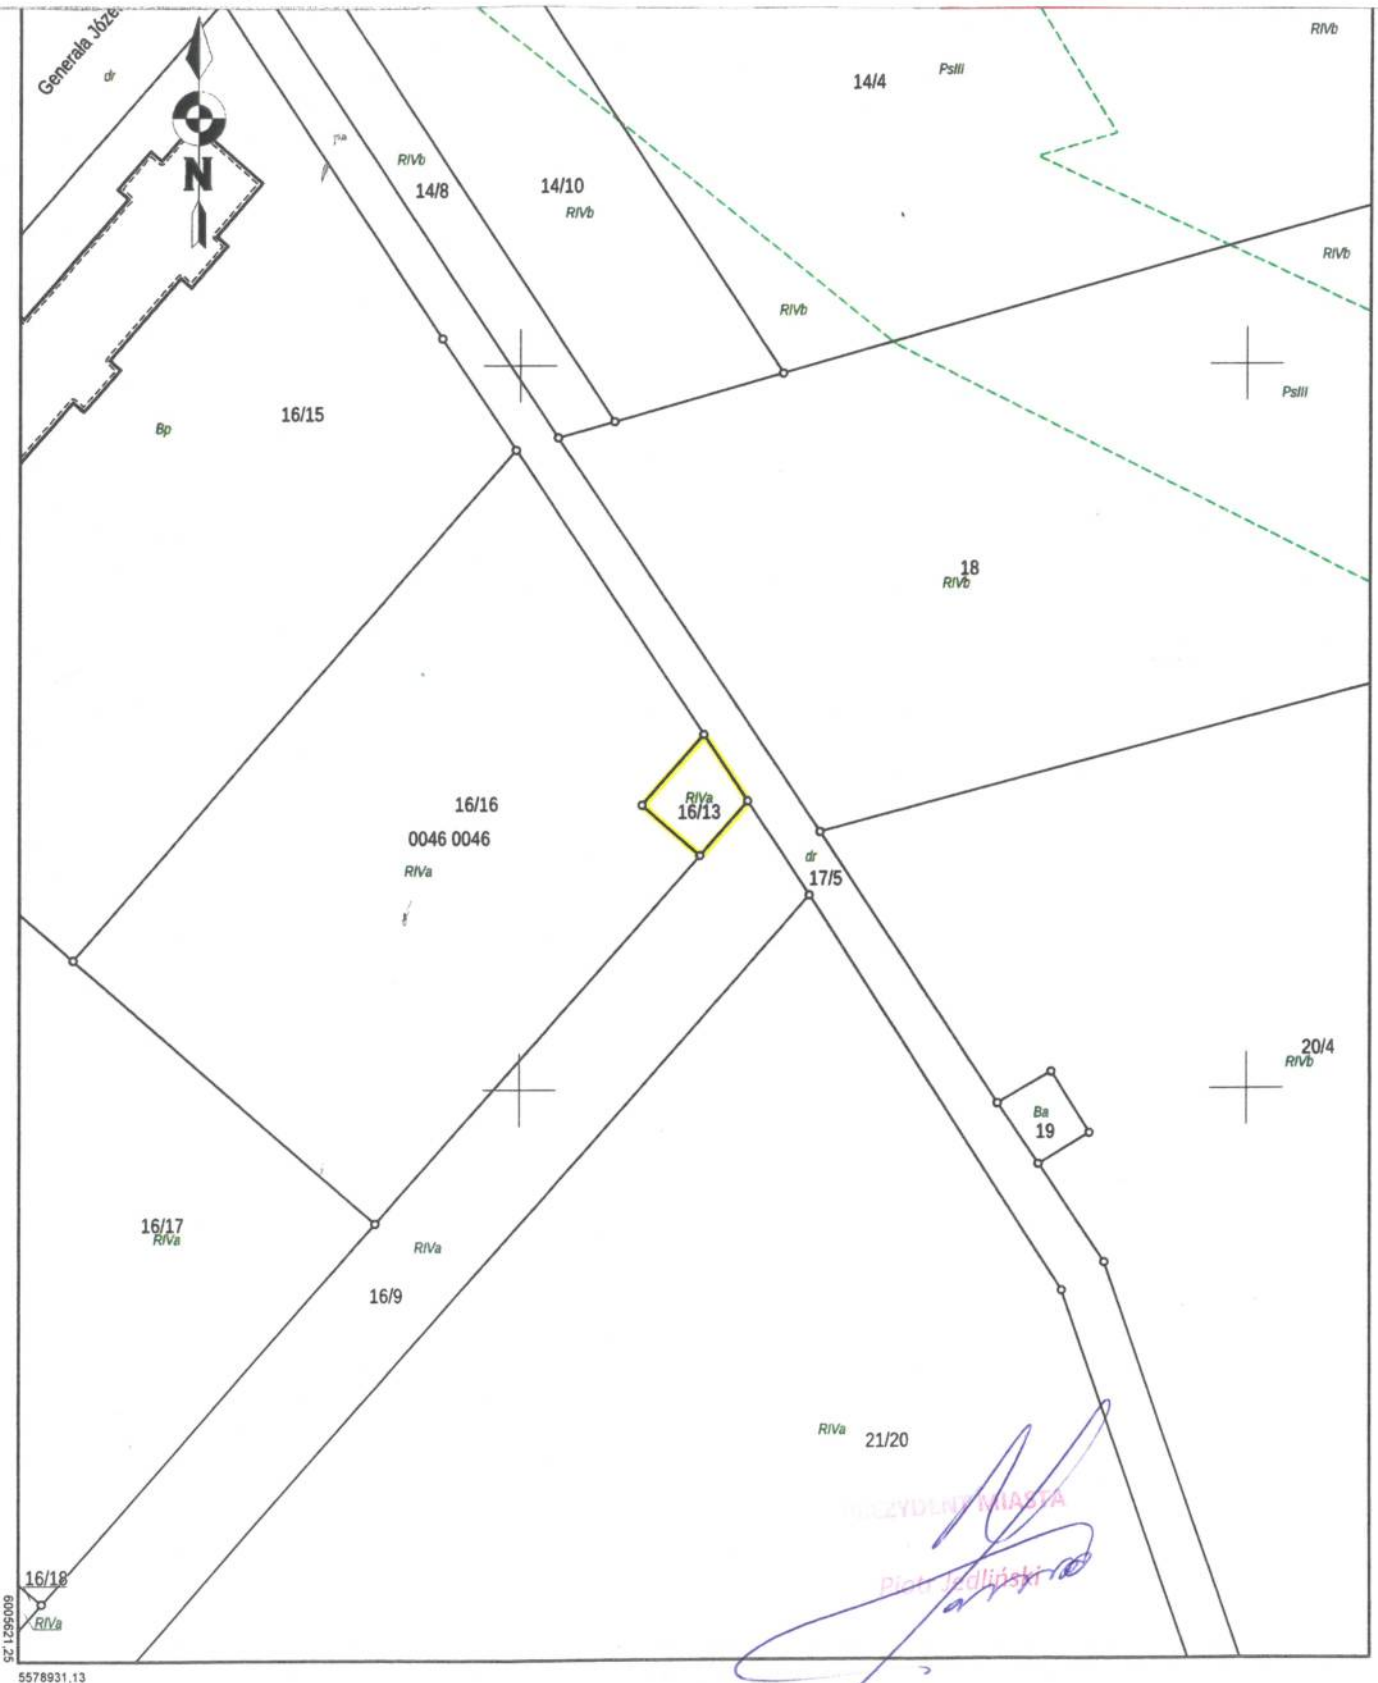 Generała Józe
dr
N
RIVb
14/8
14/10
RIVb
14/4
PsIII
RIVb
RIVb
RIVb
PsIII
16/15
Bp
18
RIVb
RIVa
16/13
16/16
0046 0046
RIVa
dr
17/5
20/4
RIVb
Ba
19
16/17
RIVa
RIVa
16/9
RIVa
21/20
MIASTA
Piotr Jedliński
16/18
RIVa
6005621,25
5578931,13